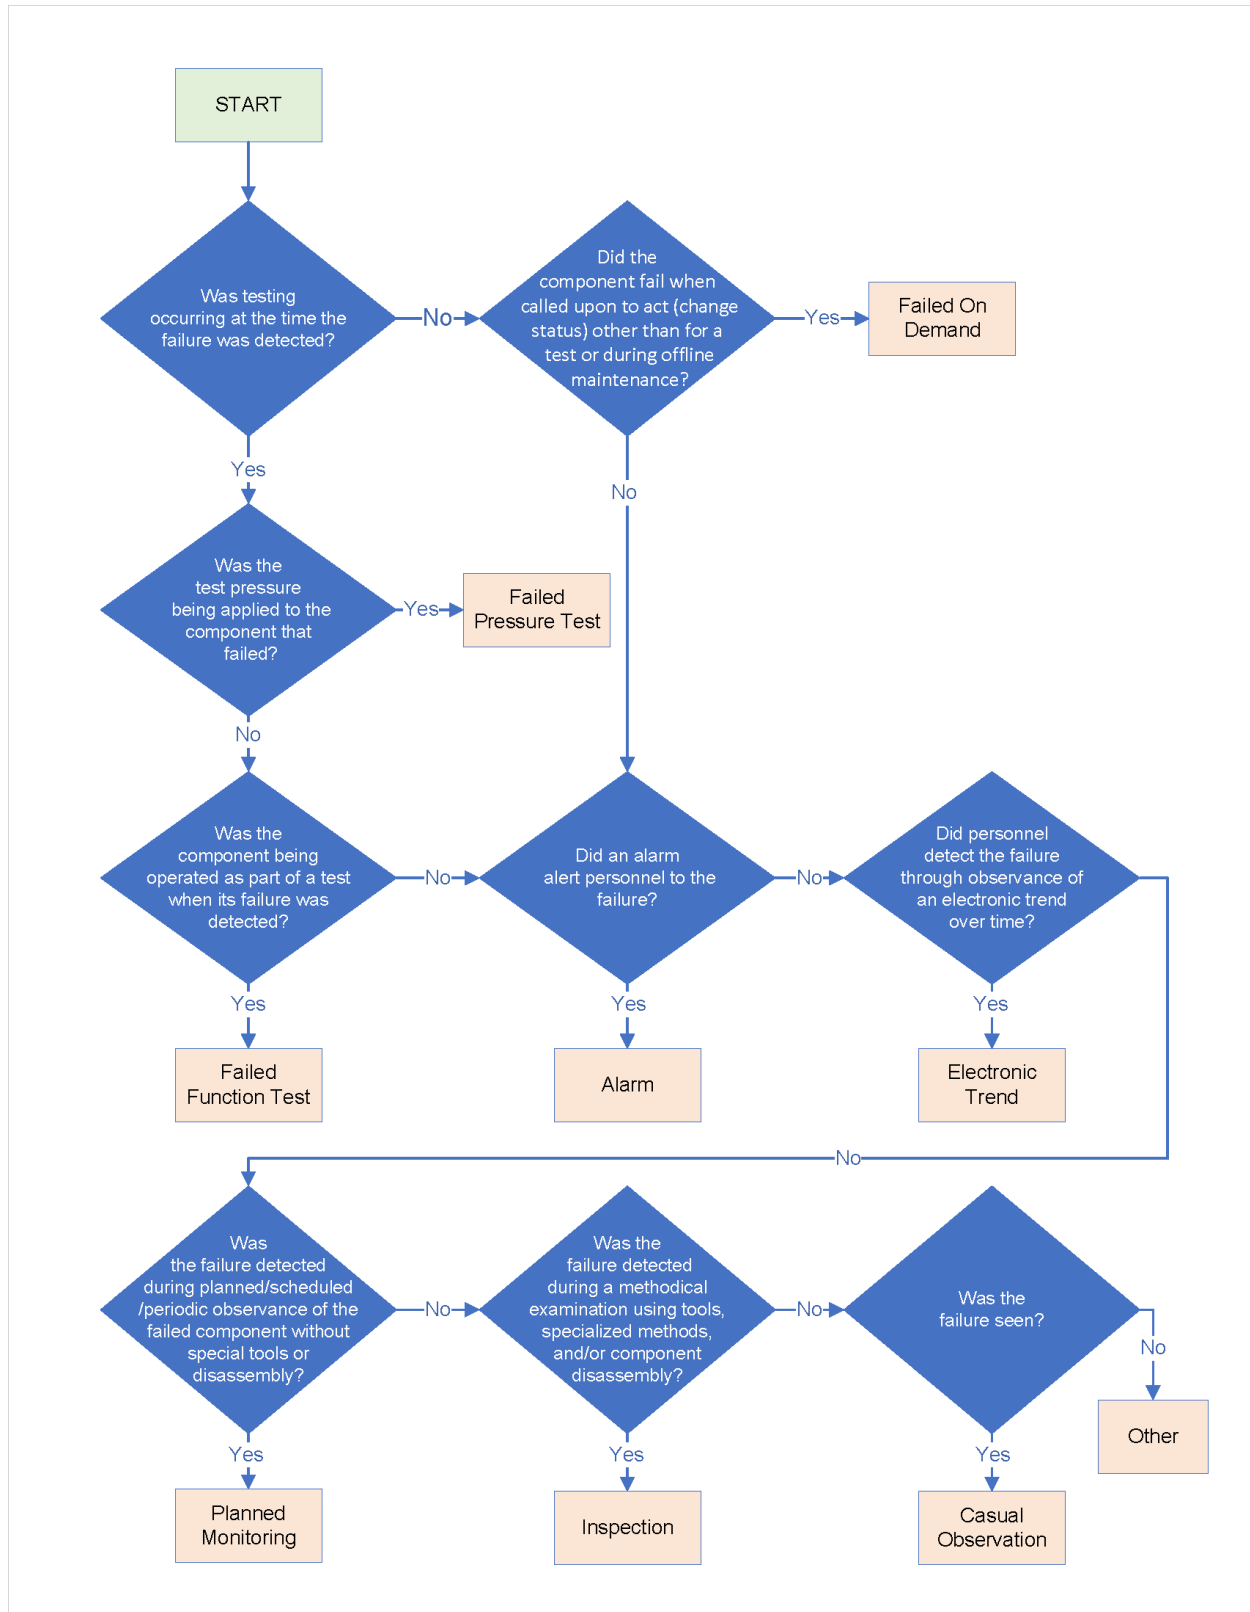 START
Was testing
occurring at the time the
failure was detected?
No
Did the
component fail when
called upon to act (change
status) other than for a
test or during offline
maintenance?
Yes
Failed On
Demand
Yes
No
Was the
test pressure
being applied to the
component that
failed?
Yes
Failed
Pressure Test
No
Was the
component being
operated as part of a test
when its failure was
detected?
No
Did an alarm
alert personnel to the
failure?
No
Did personnel
detect the failure
through observance of
an electronic trend
over time?
Yes
Yes
Yes
Failed
Function Test
Alarm
Electronic
Trend
No
Was
the failure detected
during planned/scheduled
/periodic observance of the
failed component without
special tools or
disassembly?
No
Was the
failure detected
during a methodical
examination using tools,
specialized methods,
and/or component
disassembly?
No
Was the
failure seen?
No
Other
Yes
Yes
Yes
Planned
Monitoring
Inspection
Casual
Observation